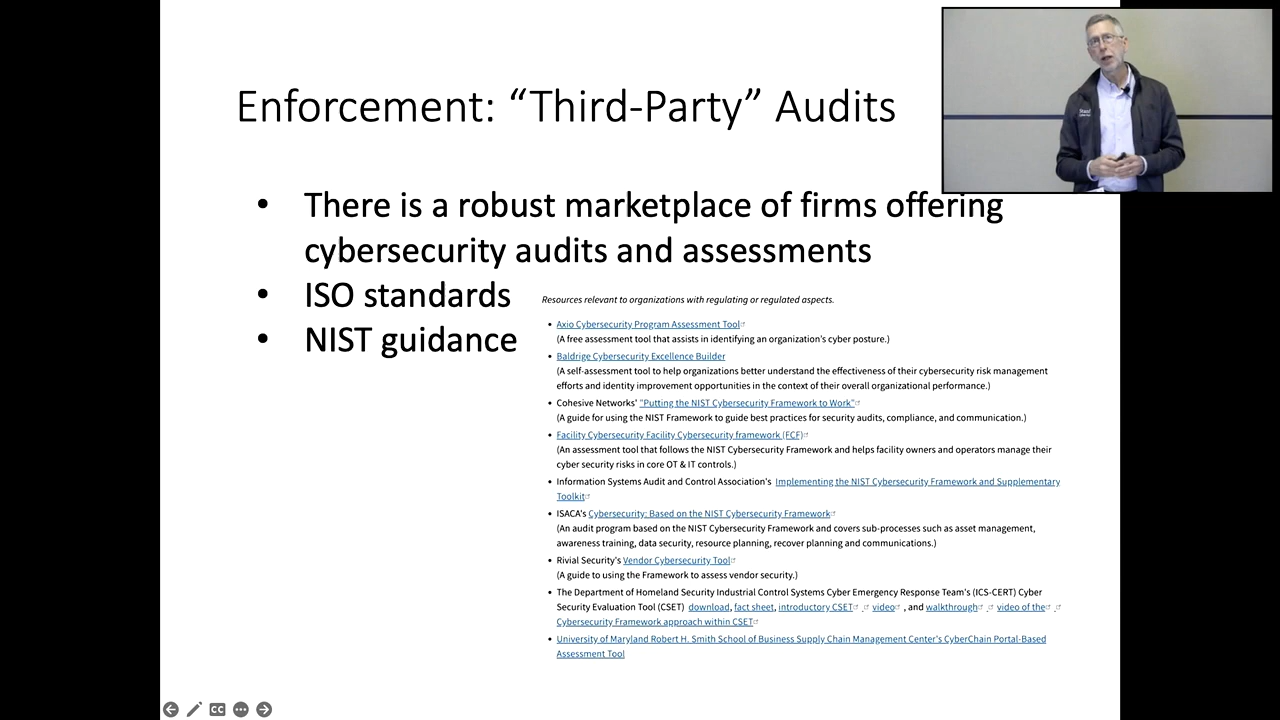 Enforcement: “Third-Party” Audits
• There is a robust marketplace of firms offering
cybersecurity audits and assessments
• ISO standards
• NIST guidance
Resources relevant to organizations with regulating or regulated aspects.
• Axio Cybersecurity Program Assessment Tool
(A free assessment tool that assists in identifying an organization's cyber posture.)
• Baldrige Cybersecurity Excellence Builder
(A self-assessment tool to help organizations better understand the effectiveness of their cybersecurity risk management
efforts and identity improvement opportunities in the context of their overall organizational performance.)
• Cohesive Networks' "Putting the NIST Cybersecurity Framework to Work"
(A guide for using the NIST Framework to guide best practices for security audits, compliance, and communication.)
• Facility Cybersecurity Facility Cybersecurity framework (FCF)
(An assessment tool that follows the NIST Cybersecurity Framework and helps facility owners and operators manage their
cyber security risks in core OT & IT controls.)
• Information Systems Audit and Control Association's Implementing the NIST Cybersecurity Framework and Supplementary
Toolkit
• ISACA's Cybersecurity: Based on the NIST Cybersecurity Framework
(An audit program based on the NIST Cybersecurity Framework and covers sub-processes such as asset management,
awareness training, data security, resource planning, recover planning and communications.)
• Rivial Security's Vendor Cybersecurity Tool
(A guide to using the Framework to assess vendor security.)
• The Department of Homeland Security Industrial Control Systems Cyber Emergency Response Team's (ICS-CERT) Cyber
Security Evaluation Tool (CSET) download, fact sheet, introductory CSET , video , and walkthrough , video of the ,
Cybersecurity Framework approach within CSET
• University of Maryland Robert H. Smith School of Business Supply Chain Management Center's CyberChain Portal-Based
Assessment Tool
CC